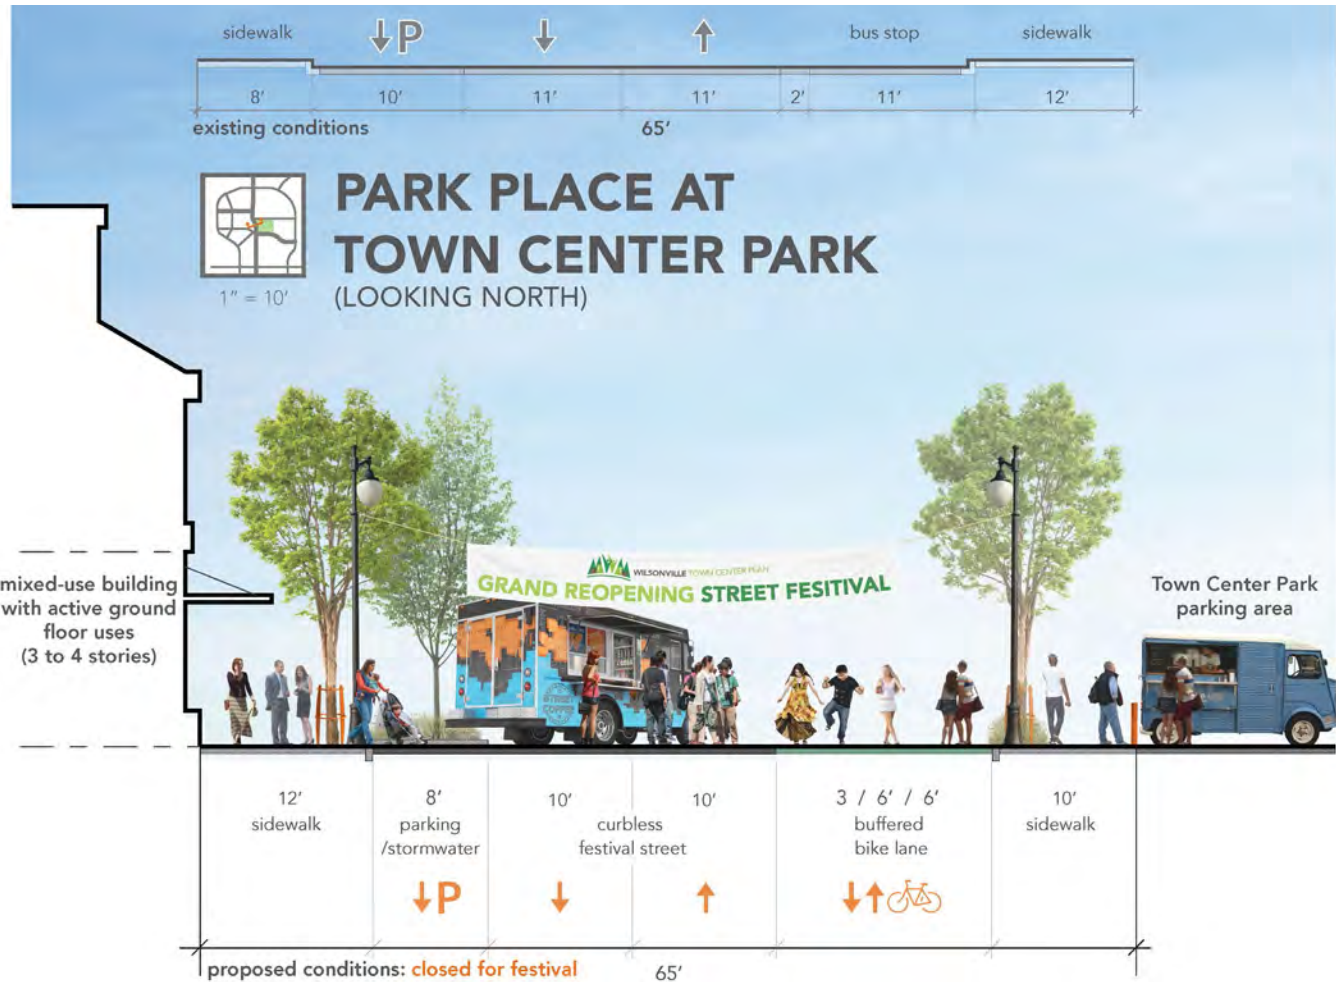 sidewalk P bus stop sidewalk
8' 10' 11' 11' 2' 11' 12'
existing conditions 65'
PARK PLACE AT
TOWN CENTER PARK
1" = 10' (LOOKING NORTH)
WILSONVILLE TOWN CENTER PLAN
GRAND REOPENING STREET FESITIVAL
mixed-use building
with active ground
floor uses
(3 to 4 stories)
Town Center Park
parking area
STREET
COFFEE
12' 8' 10' 10' 3 / 6' / 6' 10'
sidewalk parking curbless buffered sidewalk
/stormwater festival street bike lane
P
proposed conditions: closed for festival 65'